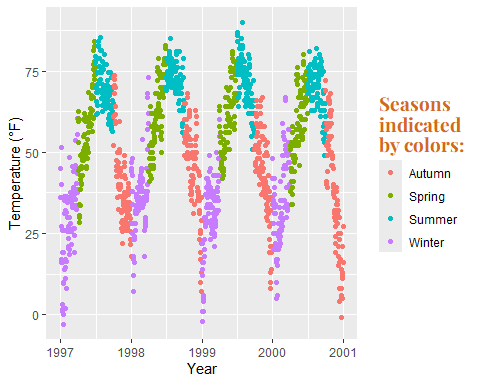 75
50
25
0
Temperature (°F)
1997 1998 1999 2000 2001
Year
Seasons
indicated
by colors:
Autumn
Spring
Summer
Winter